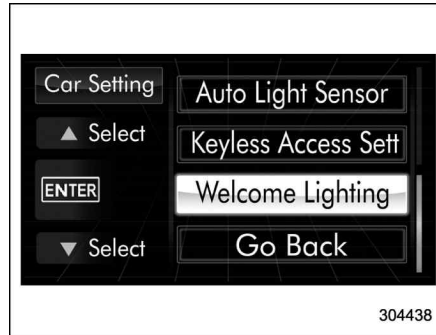 Car Setting
▲ Select
ENTER
▼ Select
Auto Light Sensor
Keyless Access Sett
Welcome Lighting
Go Back
304438